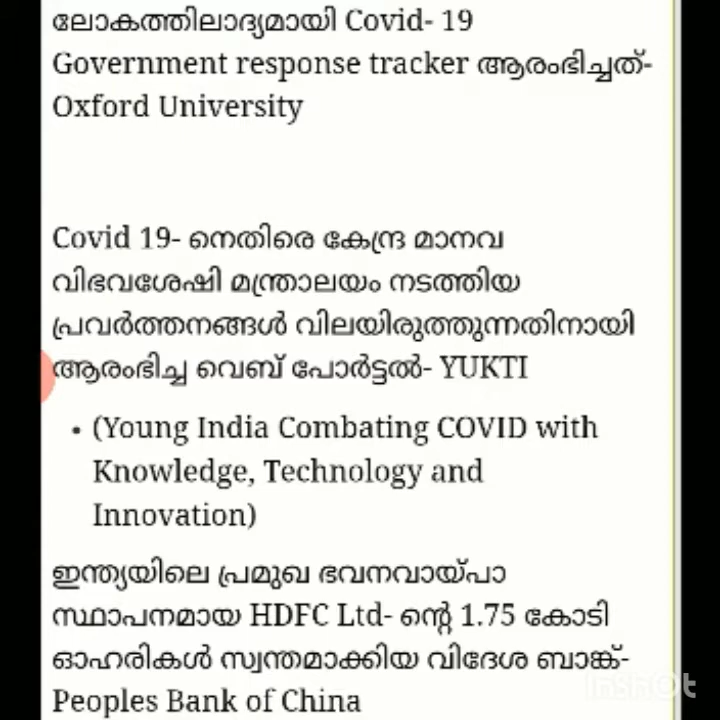 ലോകത്തിലാദ്യമായി Covid- 19
Government response tracker ആരംഭിച്ചത്-
Oxford University
Covid 19- നെതിരെ കേന്ദ്ര മാനവ
വിഭവശേഷി മന്ത്രാലയം നടത്തിയ
പ്രവർത്തനങ്ങൾ വിലയിരുത്തുന്നതിനായി
ആരംഭിച്ച വെബ് പോർട്ടൽ- YUKTI
• (Young India Combating COVID with
Knowledge, Technology and
Innovation)
ഇന്ത്യയിലെ പ്രമുഖ ഭവനവായ്പാ
സ്ഥാപനമായ HDFC Ltd- ന്റെ 1.75 കോടി
ഓഹരികൾ സ്വന്തമാക്കിയ വിദേശ ബാങ്ക്-
Peoples Bank of China
InShOt